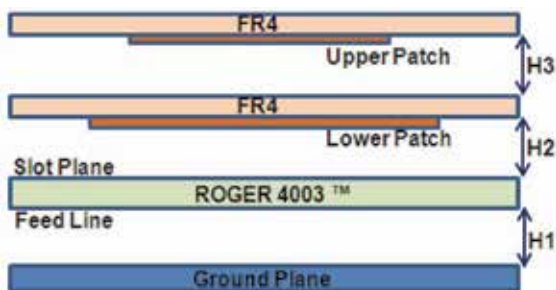 FR4
Upper Patch
H3
FR4
Lower Patch
H2
Slot Plane
ROGER 4003 ™
Feed Line
H1
Ground Plane